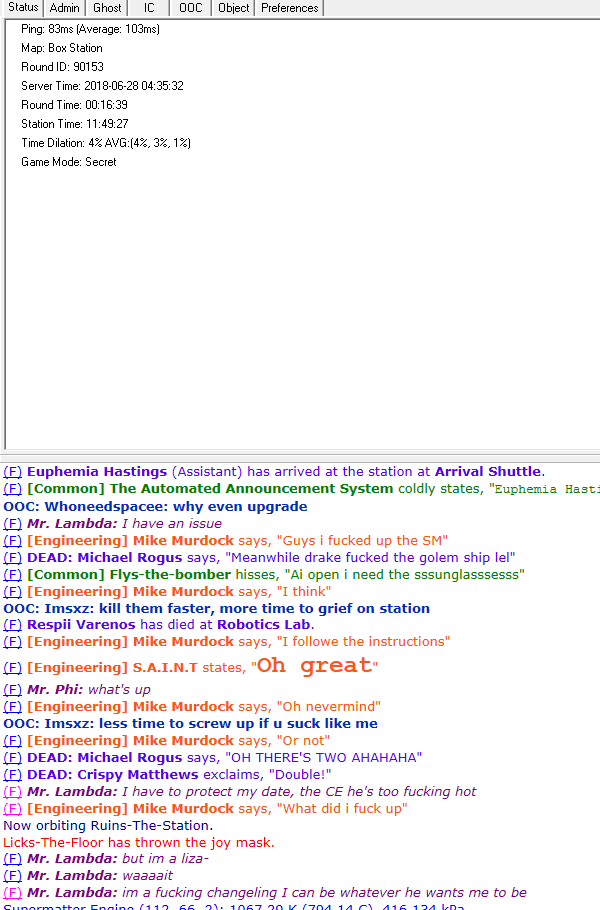 Status Admin Ghost IC OOC Object Preferences
Ping: 83ms (Average: 103ms)
Map: Box Station
Round ID: 90153
Server Time: 2018-06-28 04:35:32
Round Time: 00:16:39
Station Time: 11:49:27
Time Dilation: 4% AVG:(4%, 3%, 1%)
Game Mode: Secret
(F) Euphemia Hastings (Assistant) has arrived at the station at Arrival Shuttle.
(F) [Common] The Automated Announcement System coldly states, "Euphemia Hasti
OOC: Whoneedspacee: why even upgrade
(F) Mr. Lambda: I have an issue
(F) [Engineering] Mike Murdock says, "Guys i fucked up the SM"
(F) DEAD: Michael Rogus says, "Meanwhile drake fucked the golem ship lel"
(F) [Common] Flys-the-bomber hisses, "Ai open i need the sssunglasssesss"
(F) [Engineering] Mike Murdock says, "I think"
OOC: Imsxz: kill them faster, more time to grief on station
(F) Respii Varenos has died at Robotics Lab.
(F) [Engineering] Mike Murdock says, "I followe the instructions"
(F) [Engineering] S.A.I.N.T states, "Oh great"
(F) Mr. Phi: what's up
(F) [Engineering] Mike Murdock says, "Oh nevermind"
OOC: Imsxz: less time to screw up if u suck like me
(F) [Engineering] Mike Murdock says, "Or not"
(F) DEAD: Michael Rogus says, "OH THERE'S TWO AHAHAHA"
(F) DEAD: Crispy Matthews exclaims, "Double!"
(F) Mr. Lambda: I have to protect my date, the CE he's too fucking hot
(F) [Engineering] Mike Murdock says, "What did i fuck up"
Now orbiting Ruins-The-Station.
Licks-The-Floor has thrown the joy mask.
(F) Mr. Lambda: but im a liza-
(F) Mr. Lambda: waaaait
(F) Mr. Lambda: im a fucking changeling I can be whatever he wants me to be
Supermatter Engine (112, 66, 2): 1067.29 K (794.14 C), 416.134 kPa